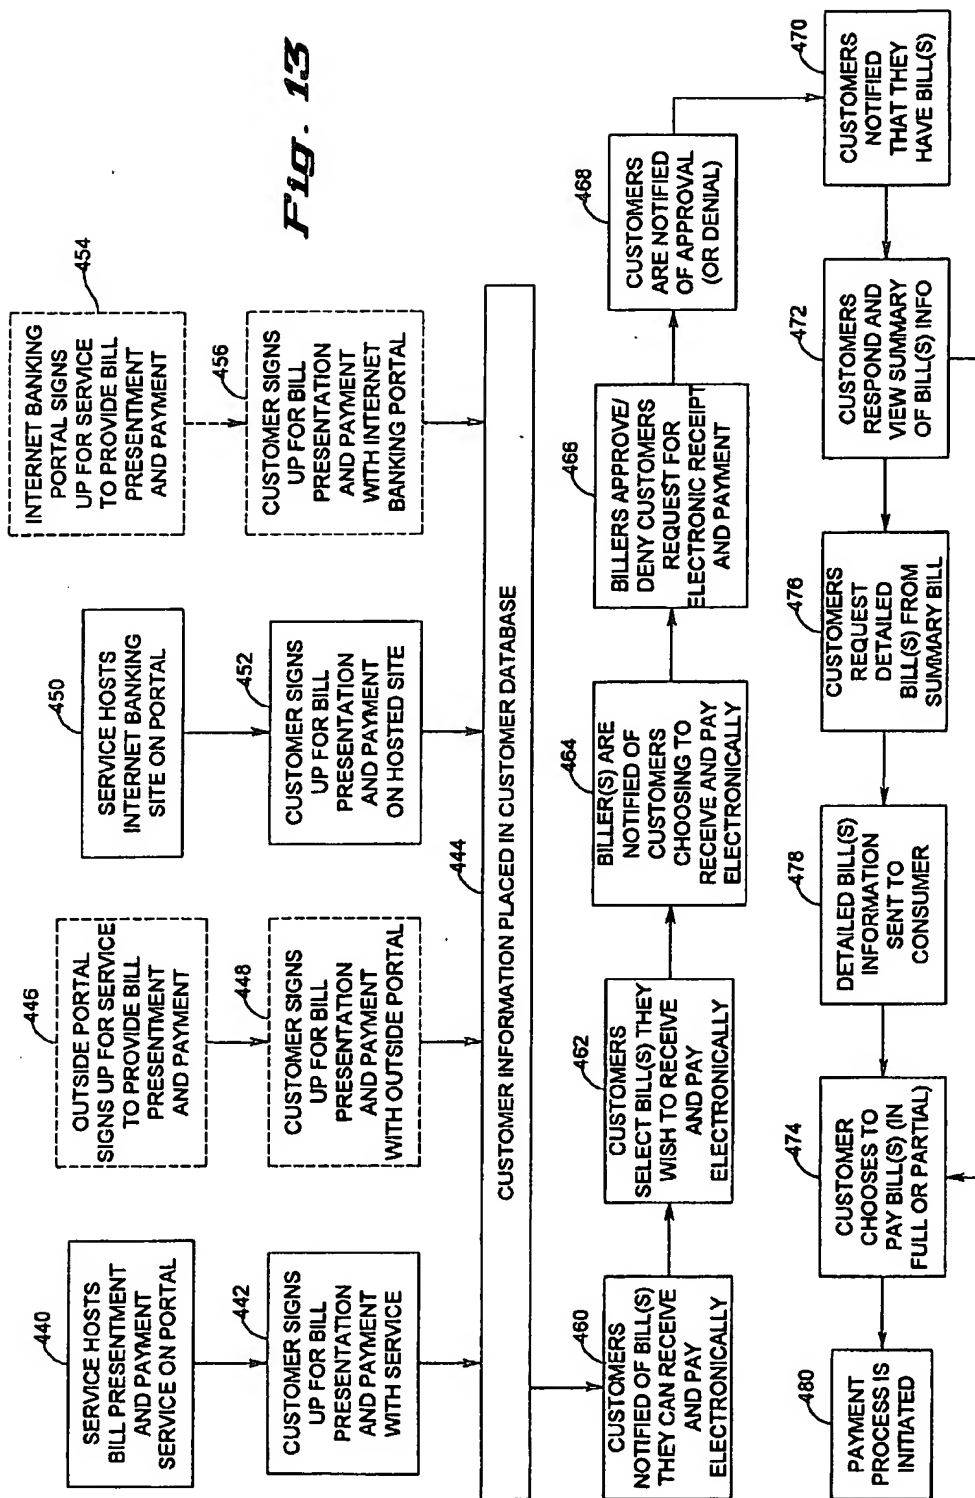 440
SERVICE HOSTS
BILL PRESENTMENT
AND PAYMENT
SERVICE ON PORTAL
446
OUTSIDE PORTAL
SIGNS UP FOR SERVICE
TO PROVIDE BILL
PRESENTMENT
AND PAYMENT
450
SERVICE HOSTS
INTERNET BANKING
SITE ON PORTAL
454
INTERNET BANKING
PORTAL SIGNS
UP FOR SERVICE
TO PROVIDE BILL
PRESENTMENT
AND PAYMENT
442
CUSTOMER SIGNS
UP FOR BILL
PRESENTATION
AND PAYMENT
WITH SERVICE
448
CUSTOMER SIGNS
UP FOR BILL
PRESENTATION
AND PAYMENT
WITH OUTSIDE PORTAL
452
CUSTOMER SIGNS
UP FOR BILL
PRESENTATION
AND PAYMENT
ON HOSTED SITE
456
CUSTOMER SIGNS
UP FOR BILL
PRESENTATION
AND PAYMENT
WITH INTERNET
BANKING PORTAL
Fig. 13
444
CUSTOMER INFORMATION PLACED IN CUSTOMER DATABASE
460
CUSTOMERS
NOTIFIED OF BILL(S)
THEY CAN RECEIVE
AND PAY
ELECTRONICALLY
462
CUSTOMERS
SELECT BILL(S) THEY
WISH TO RECEIVE
AND PAY
ELECTRONICALLY
464
BILLER(S) ARE
NOTIFIED OF
CUSTOMERS
CHOOSING TO
RECEIVE AND PAY
ELECTRONICALLY
466
BILLERS APPROVE/
DENY CUSTOMERS
REQUEST FOR
ELECTRONIC RECEIPT
AND PAYMENT
468
CUSTOMERS
ARE NOTIFIED
OF APPROVAL
(OR DENIAL)
470
CUSTOMERS
NOTIFIED
THAT THEY
HAVE BILL(S)
472
CUSTOMERS
RESPOND AND
VIEW SUMMARY
OF BILL(S) INFO
476
CUSTOMERS
REQUEST
DETAILED
BILL(S) FROM
SUMMARY BILL
478
DETAILED BILL(S)
INFORMATION
SENT TO
CONSUMER
474
CUSTOMER
CHOOSES TO
PAY BILL(S) (IN
FULL OR PARTIAL)
480
PAYMENT
PROCESS IS
INITIATED